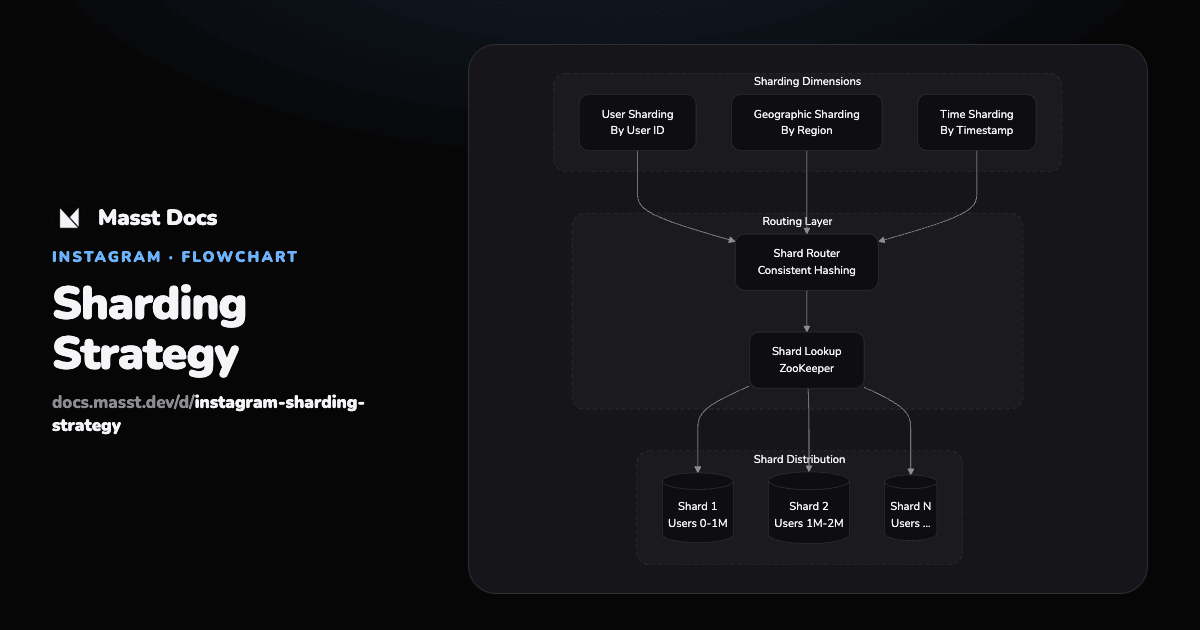 Masst Docs
INSTAGRAM · FLOWCHART
Sharding
Strategy
docs.masst.dev/d/instagram-sharding-
strategy
Sharding Dimensions
User Sharding
By User ID
Geographic Sharding
By Region
Time Sharding
By Timestamp
Routing Layer
Shard Router
Consistent Hashing
Shard Lookup
ZooKeeper
Shard Distribution
Shard 1
Users 0-1M
Shard 2
Users 1M-2M
Shard N
Users ...